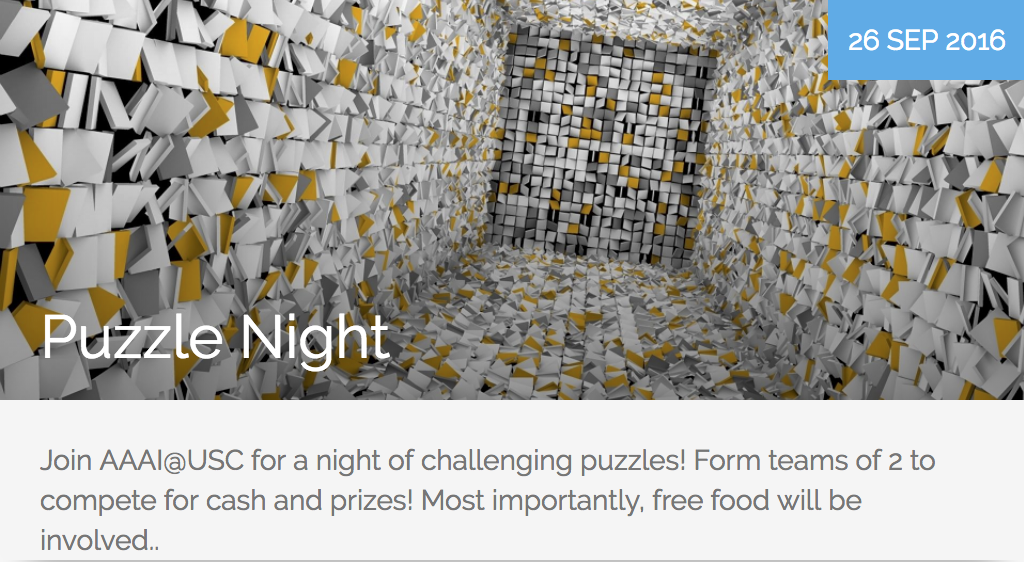 26 SEP 2016
Puzzle Night
Join AAAI@USC for a night of challenging puzzles! Form teams of 2 to
compete for cash and prizes! Most importantly, free food will be
involved..